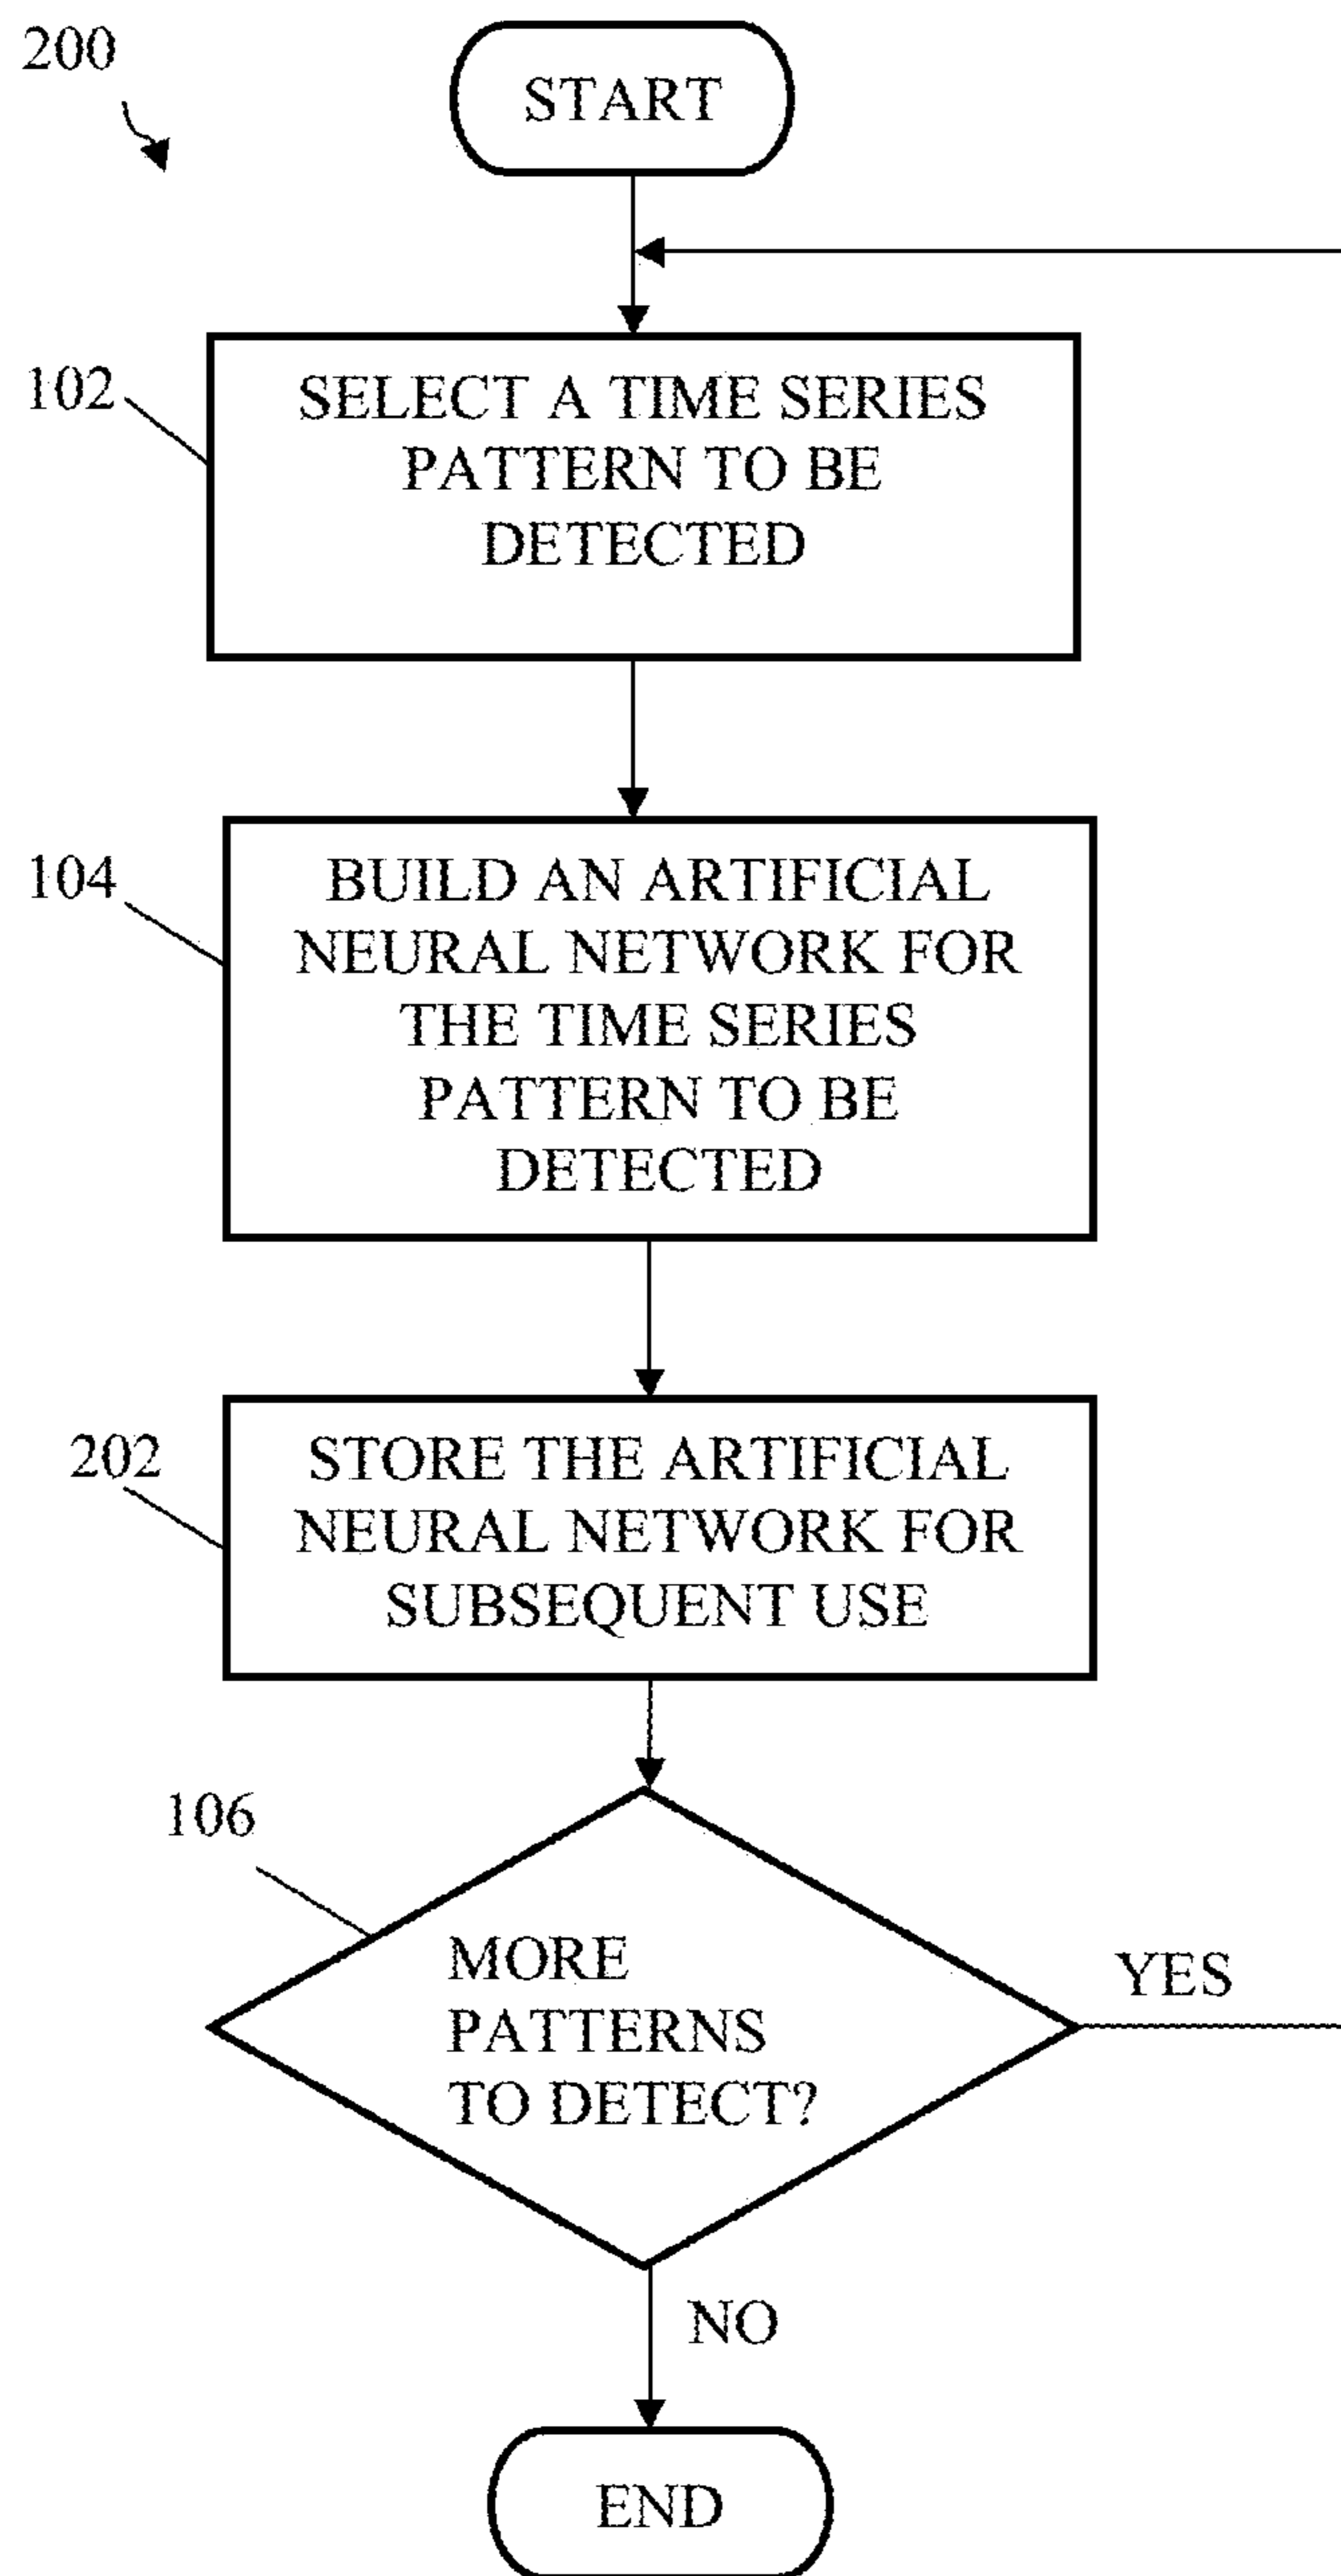 200
START
102
SELECT A TIME SERIES
PATTERN TO BE
DETECTED
104
BUILD AN ARTIFICIAL
NEURAL NETWORK FOR
THE TIME SERIES
PATTERN TO BE
DETECTED
202
STORE THE ARTIFICIAL
NEURAL NETWORK FOR
SUBSEQUENT USE
106
MORE
PATTERNS
TO DETECT?
YES
NO
END